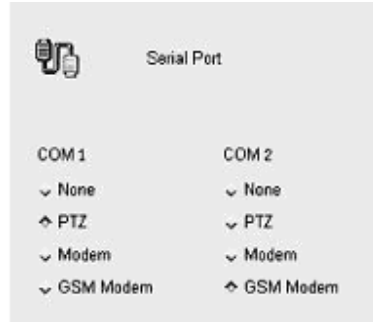 Serial Port
COM 1 COM 2
None None
PTZ PTZ
Modem Modem
GSM Modem GSM Modem